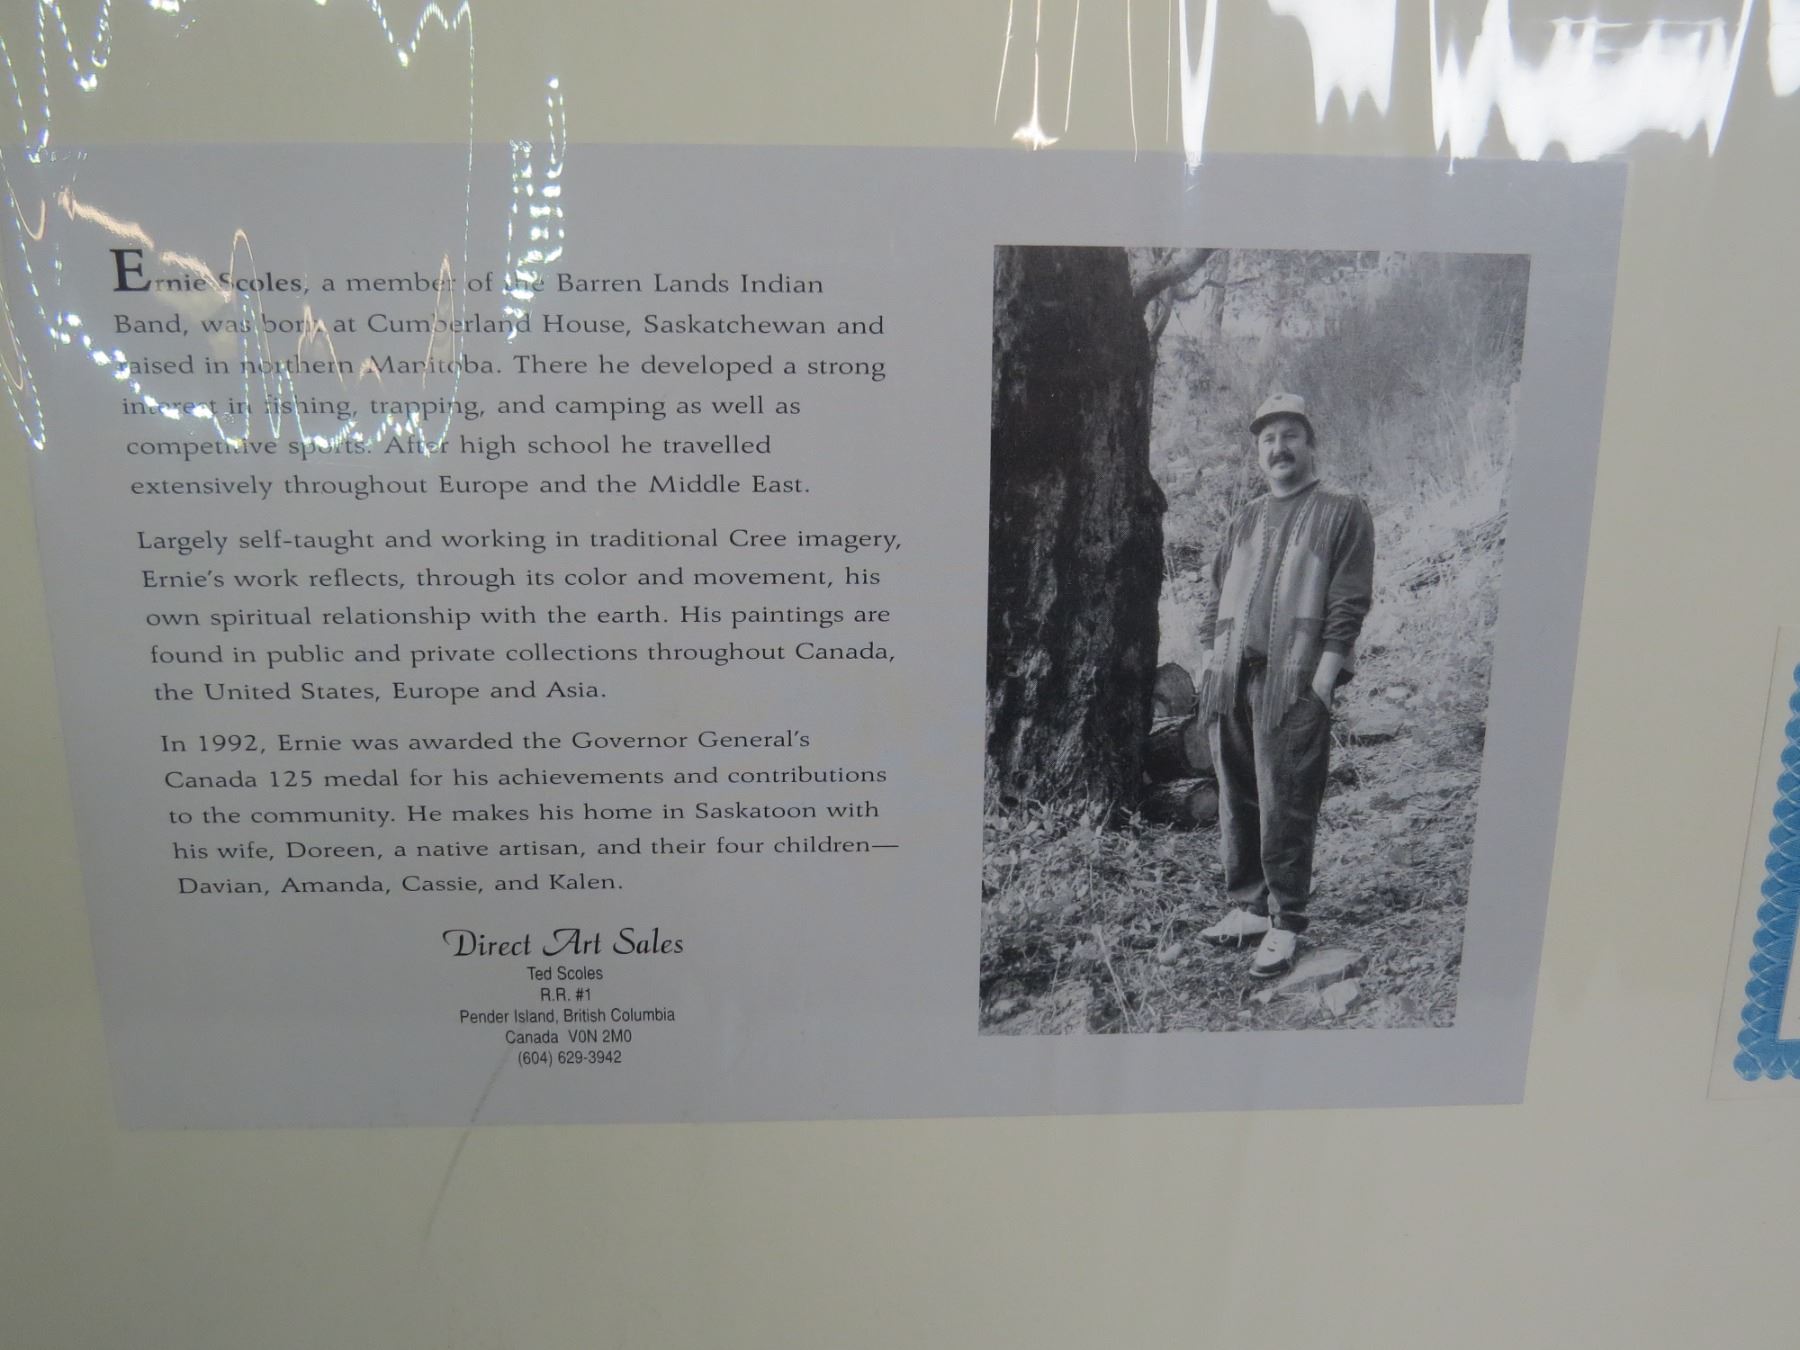 Ernie Scoles, a member of the Barren Lands Indian
Band, was born at Cumberland House, Saskatchewan and
raised in northern Manitoba. There he developed a strong
interest in fishing, trapping, and camping as well as
competitive sports. After high school he travelled
extensively throughout Europe and the Middle East.
Largely self-taught and working in traditional Cree imagery,
Ernie's work reflects, through its color and movement, his
own spiritual relationship with the earth. His paintings are
found in public and private collections throughout Canada,
the United States, Europe and Asia.
In 1992, Ernie was awarded the Governor General's
Canada 125 medal for his achievements and contributions
to the community. He makes his home in Saskatoon with
his wife, Doreen, a native artisan, and their four children—
Davian, Amanda, Cassie, and Kalen.
Direct Art Sales
Ted Scoles
R.R. #1
Pender Island, British Columbia
Canada V0N 2M0
(604) 629-3942